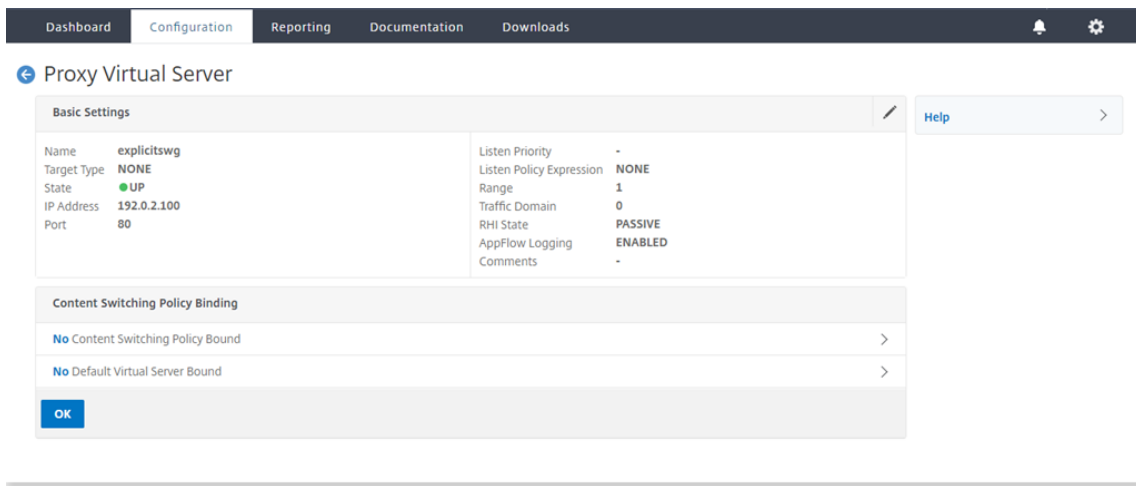 Dashboard Configuration Reporting Documentation Downloads
Proxy Virtual Server
Basic Settings
Help
Name explicitswg
Target Type NONE
State UP
IP Address 192.0.2.100
Port 80
Listen Priority -
Listen Policy Expression NONE
Range 1
Traffic Domain 0
RHI State PASSIVE
AppFlow Logging ENABLED
Comments -
Content Switching Policy Binding
No Content Switching Policy Bound
No Default Virtual Server Bound
OK